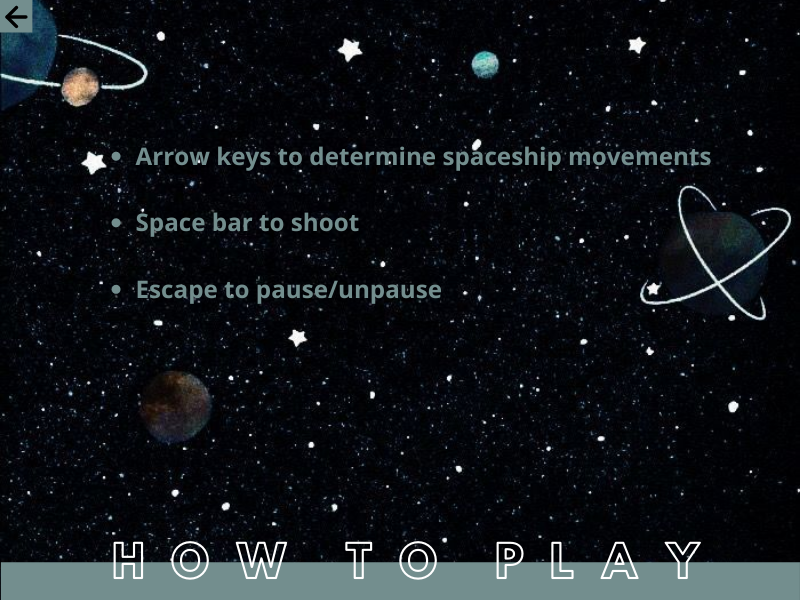 • Arrow keys to determine spaceship movements
• Space bar to shoot
• Escape to pause/unpause
HOW TO PLAY